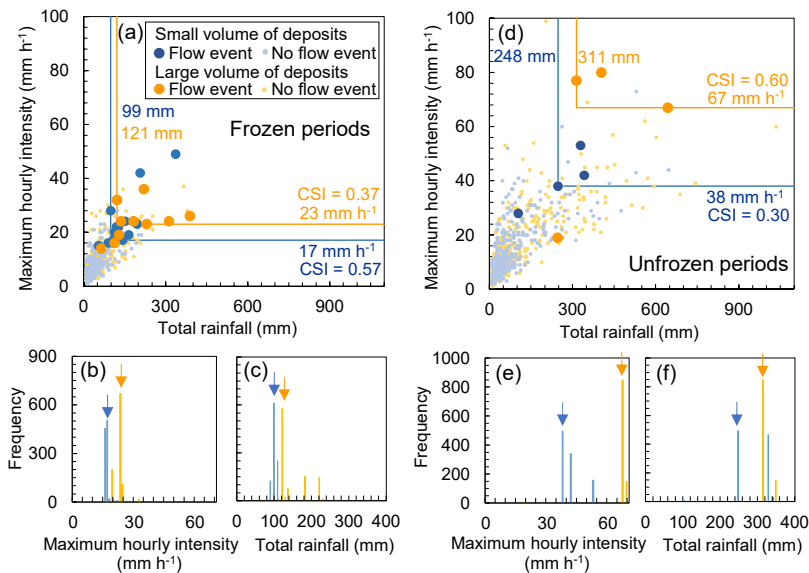 (a)
Small volume of deposits
Flow event No flow event
Large volume of deposits
Flow event No flow event
99 mm
121 mm
Frozen periods
CSI = 0.37
23 mm h⁻¹
17 mm h⁻¹
CSI = 0.57
100
80
60
40
20
0
0 300 600 900
Maximum hourly intensity (mm h⁻¹)
Total rainfall (mm)
(d)
248 mm
311 mm
CSI = 0.60
67 mm h⁻¹
38 mm h⁻¹
CSI = 0.30
Unfrozen periods
100
80
60
40
20
0
0 300 600 900
Maximum hourly intensity (mm h⁻¹)
Total rainfall (mm)
(b)
900
600
300
0
0 30 60
Frequency
Maximum hourly intensity
(mm h⁻¹)
(c)
0 100 200 300 400
Total rainfall (mm)
(e)
1000
800
600
400
200
0
0 30 60
Frequency
Maximum hourly intensity
(mm h⁻¹)
(f)
0 100 200 300 400
Total rainfall (mm)